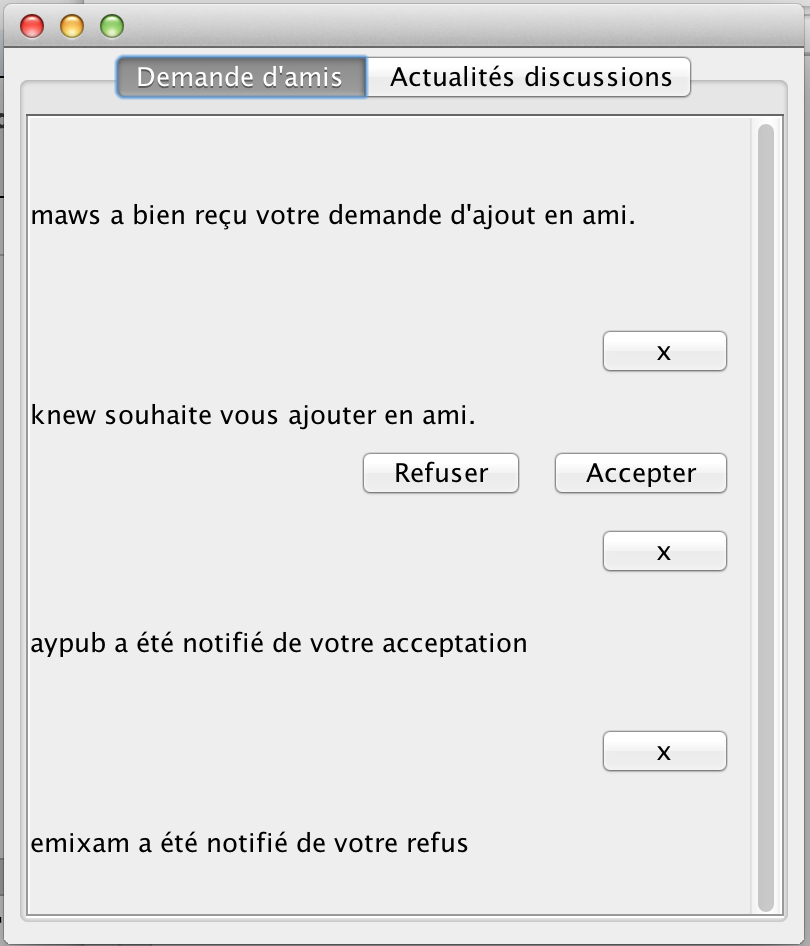 Demande d'amis
Actualités discussions
maws a bien reçu votre demande d'ajout en ami.
x
knew souhaite vous ajouter en ami.
Refuser
Accepter
x
aypub a été notifié de votre acceptation
x
emixam a été notifié de votre refus